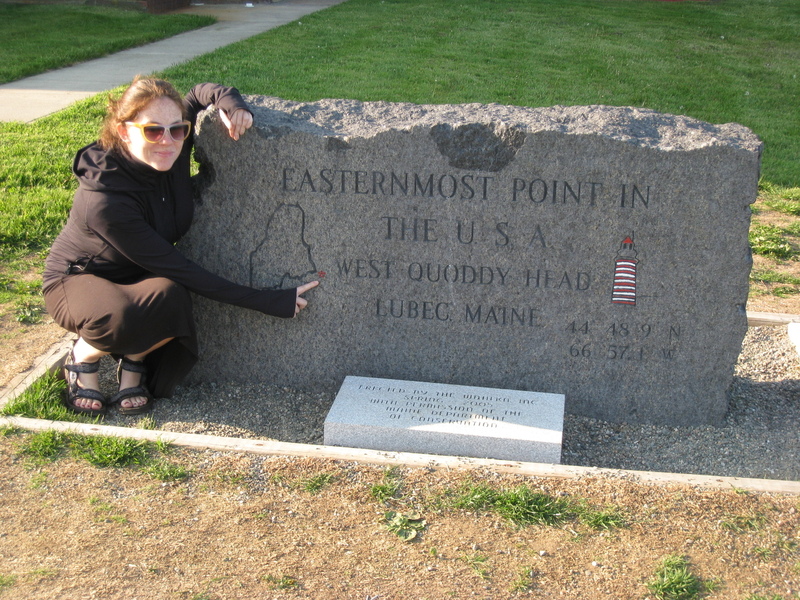 EASTERNMOST POINT IN
THE U S A
WEST QUODDY HEAD
LUBEC, MAINE
44 48.9 N
66 57.1 W
ERECTED BY THE
SPRING
WITH PERMISSION OF THE
MAINE DEPARTMENT
OF CONSERVATION